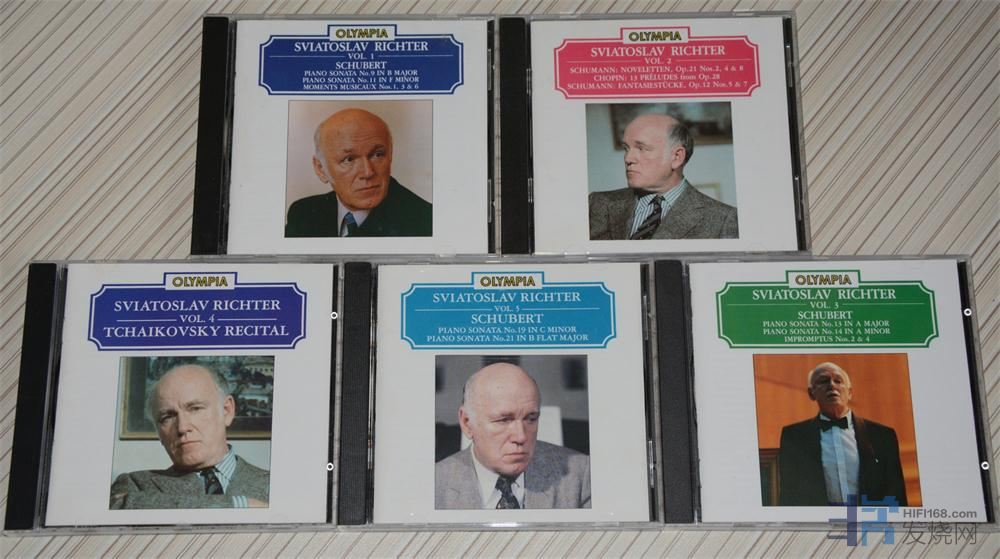 OLYMPIA
SVIATOSLAV RICHTER
VOL. 1
SCHUBERT
PIANO SONATA No.9 IN B MAJOR
PIANO SONATA No.11 IN F MINOR
MOMENTS MUSICAUX Nos.1, 3 & 6
OLYMPIA
SVIATOSLAV RICHTER
VOL. 2
SCHUMANN: NOVELETTEN, Op.21 Nos.2, 4 & 8
CHOPIN: 13 PRÉLUDES from Op.28
SCHUMANN: FANTASIESTÜCKE, Op.12 Nos.5 & 7
OLYMPIA
SVIATOSLAV RICHTER
VOL. 4
TCHAIKOVSKY RECITAL
OLYMPIA
SVIATOSLAV RICHTER
VOL. 5
SCHUBERT
PIANO SONATA No.19 IN C MINOR
PIANO SONATA No.21 IN B FLAT MAJOR
OLYMPIA
SVIATOSLAV RICHTER
VOL. 3
SCHUBERT
PIANO SONATA No.13 IN A MAJOR
PIANO SONATA No.14 IN A MINOR
IMPROMPTUS Nos.2 & 4
HIFI168.com
发烧网